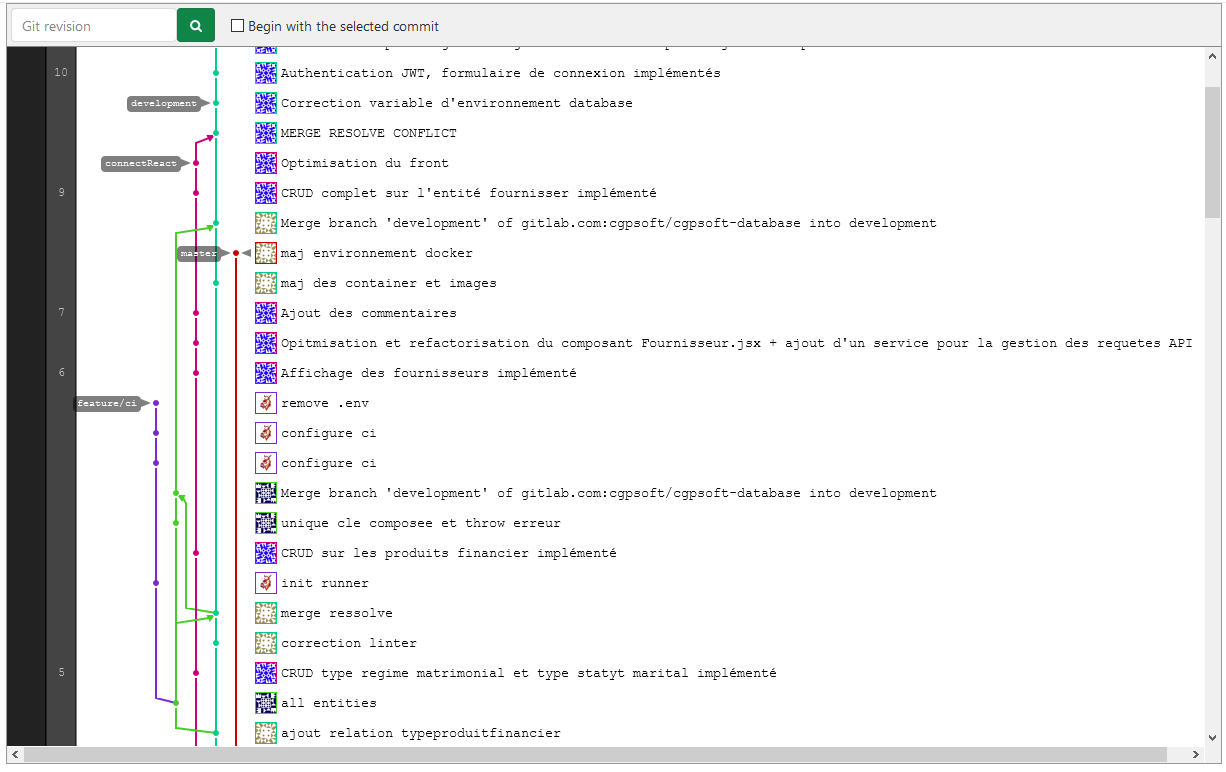 Git revision
Begin with the selected commit
10 Authentication JWT, formulaire de connexion implémentés
development Correction variable d'environnement database
MERGE RESOLVE CONFLICT
connectReact Optimisation du front
9 CRUD complet sur l'entité fournisser implémenté
Merge branch 'development' of gitlab.com:cgpsoft/cgpsoft-database into development
master maj environnement docker
maj des container et images
7 Ajout des commentaires
Opitmisation et refactorisation du composant Fournisseur.jsx + ajout d'un service pour la gestion des requetes API
6 Affichage des fournisseurs implémenté
feature/ci remove .env
configure ci
configure ci
Merge branch 'development' of gitlab.com:cgpsoft/cgpsoft-database into development
unique cle composee et throw erreur
CRUD sur les produits financier implémenté
init runner
merge ressolve
correction linter
5 CRUD type regime matrimonial et type statyt marital implémenté
all entities
ajout relation typeproduitfinancier